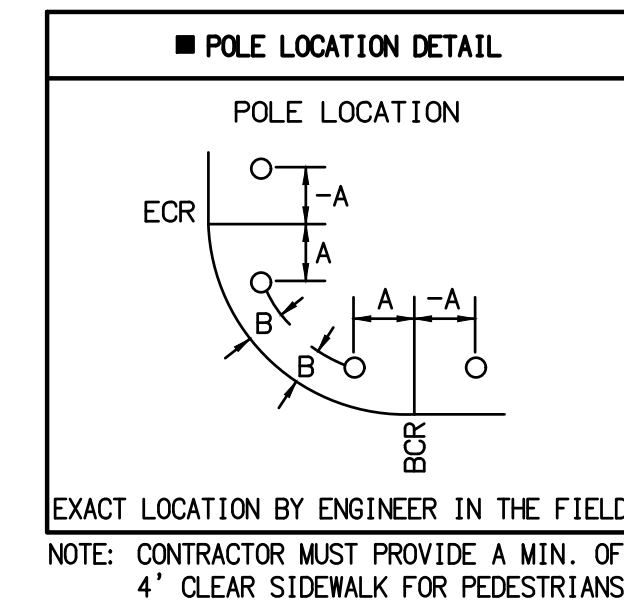 ■ POLE LOCATION DETAIL
POLE LOCATION
-A
ECR
A
A -A
B
B
BCR
EXACT LOCATION BY ENGINEER IN THE FIELD
NOTE: CONTRACTOR MUST PROVIDE A MIN. OF
4' CLEAR SIDEWALK FOR PEDESTRIANS